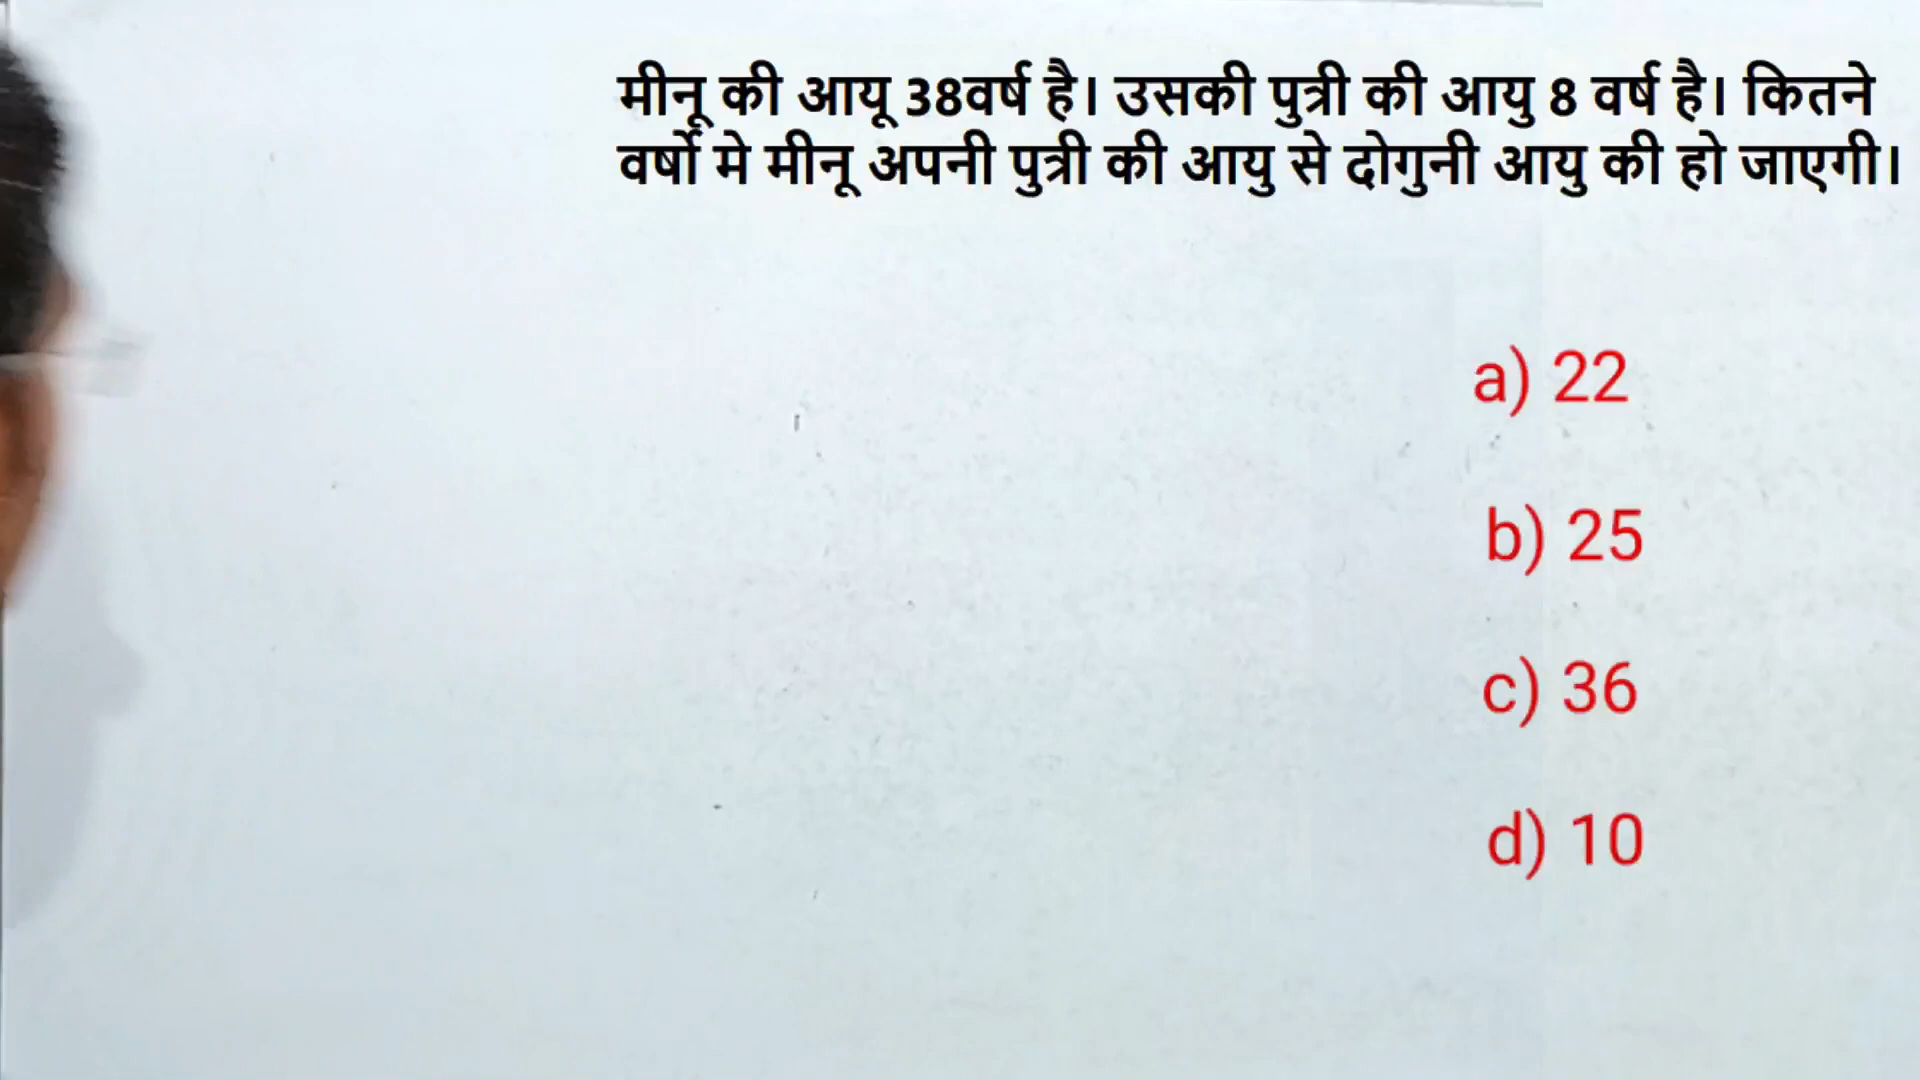 मीनू की आयू 38वर्ष है। उसकी पुत्री की आयु 8 वर्ष है। कितने
वर्षो मे मीनू अपनी पुत्री की आयु से दोगुनी आयु की हो जाएगी।
a) 22
b) 25
c) 36
d) 10